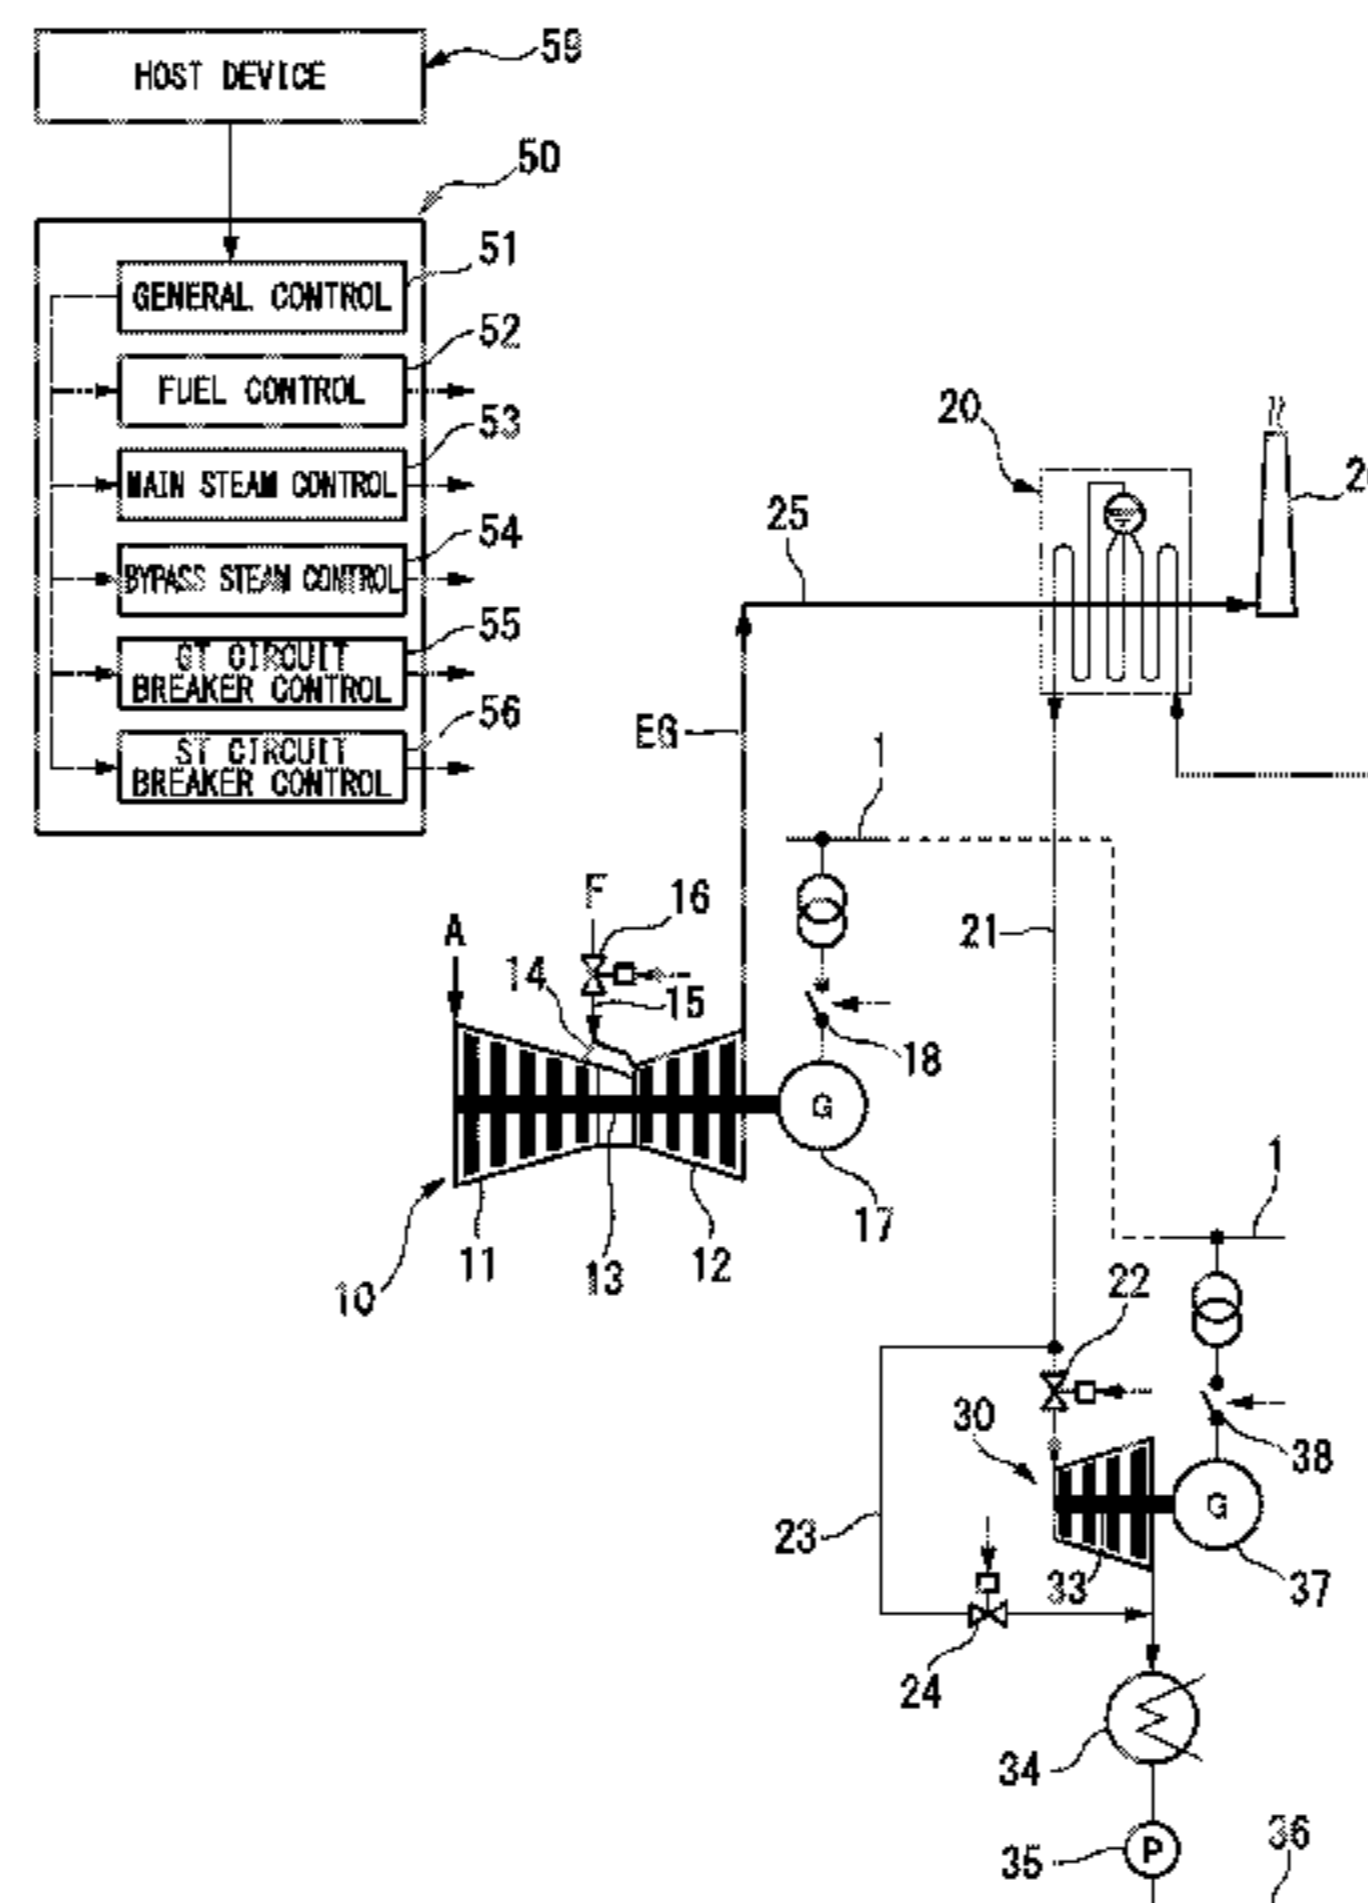 HOST DEVICE
59
50
GENERAL CONTROL
51
FUEL CONTROL
52
MAIN STEAM CONTROL
53
BYPASS STEAM CONTROL
54
GT CIRCUIT
BREAKER CONTROL
55
ST CIRCUIT
BREAKER CONTROL
56
20
25
EG
1
F
16
A
14
15
18
21
G
17
10
11
13
12
1
22
30
38
G
23
33
37
24
34
35
P
36